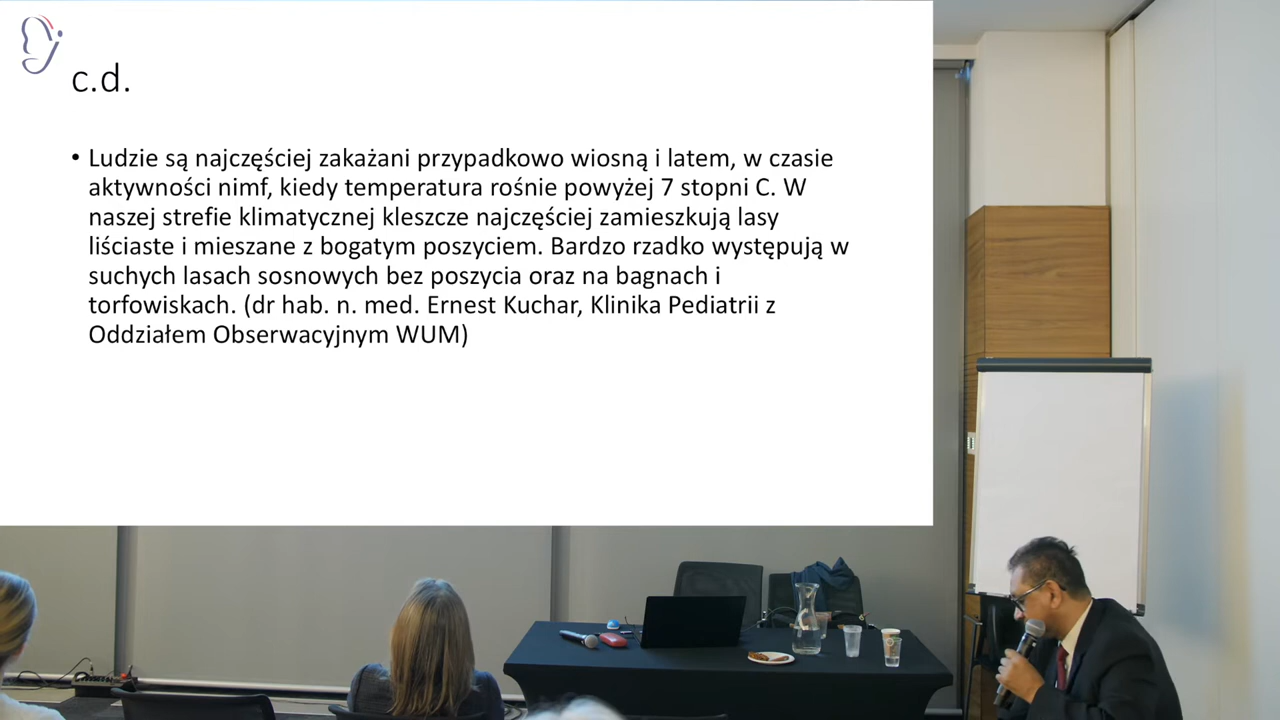 c.d.
• Ludzie są najczęściej zakażani przypadkowo wiosną i latem, w czasie
aktywności nimf, kiedy temperatura rośnie powyżej 7 stopni C. W
naszej strefie klimatycznej kleszcze najczęściej zamieszkują lasy
liściaste i mieszane z bogatym poszyciem. Bardzo rzadko występują w
suchych lasach sosnowych bez poszycia oraz na bagnach i
torfowiskach. (dr hab. n. med. Ernest Kuchar, Klinika Pediatrii z
Oddziałem Obserwacyjnym WUM)